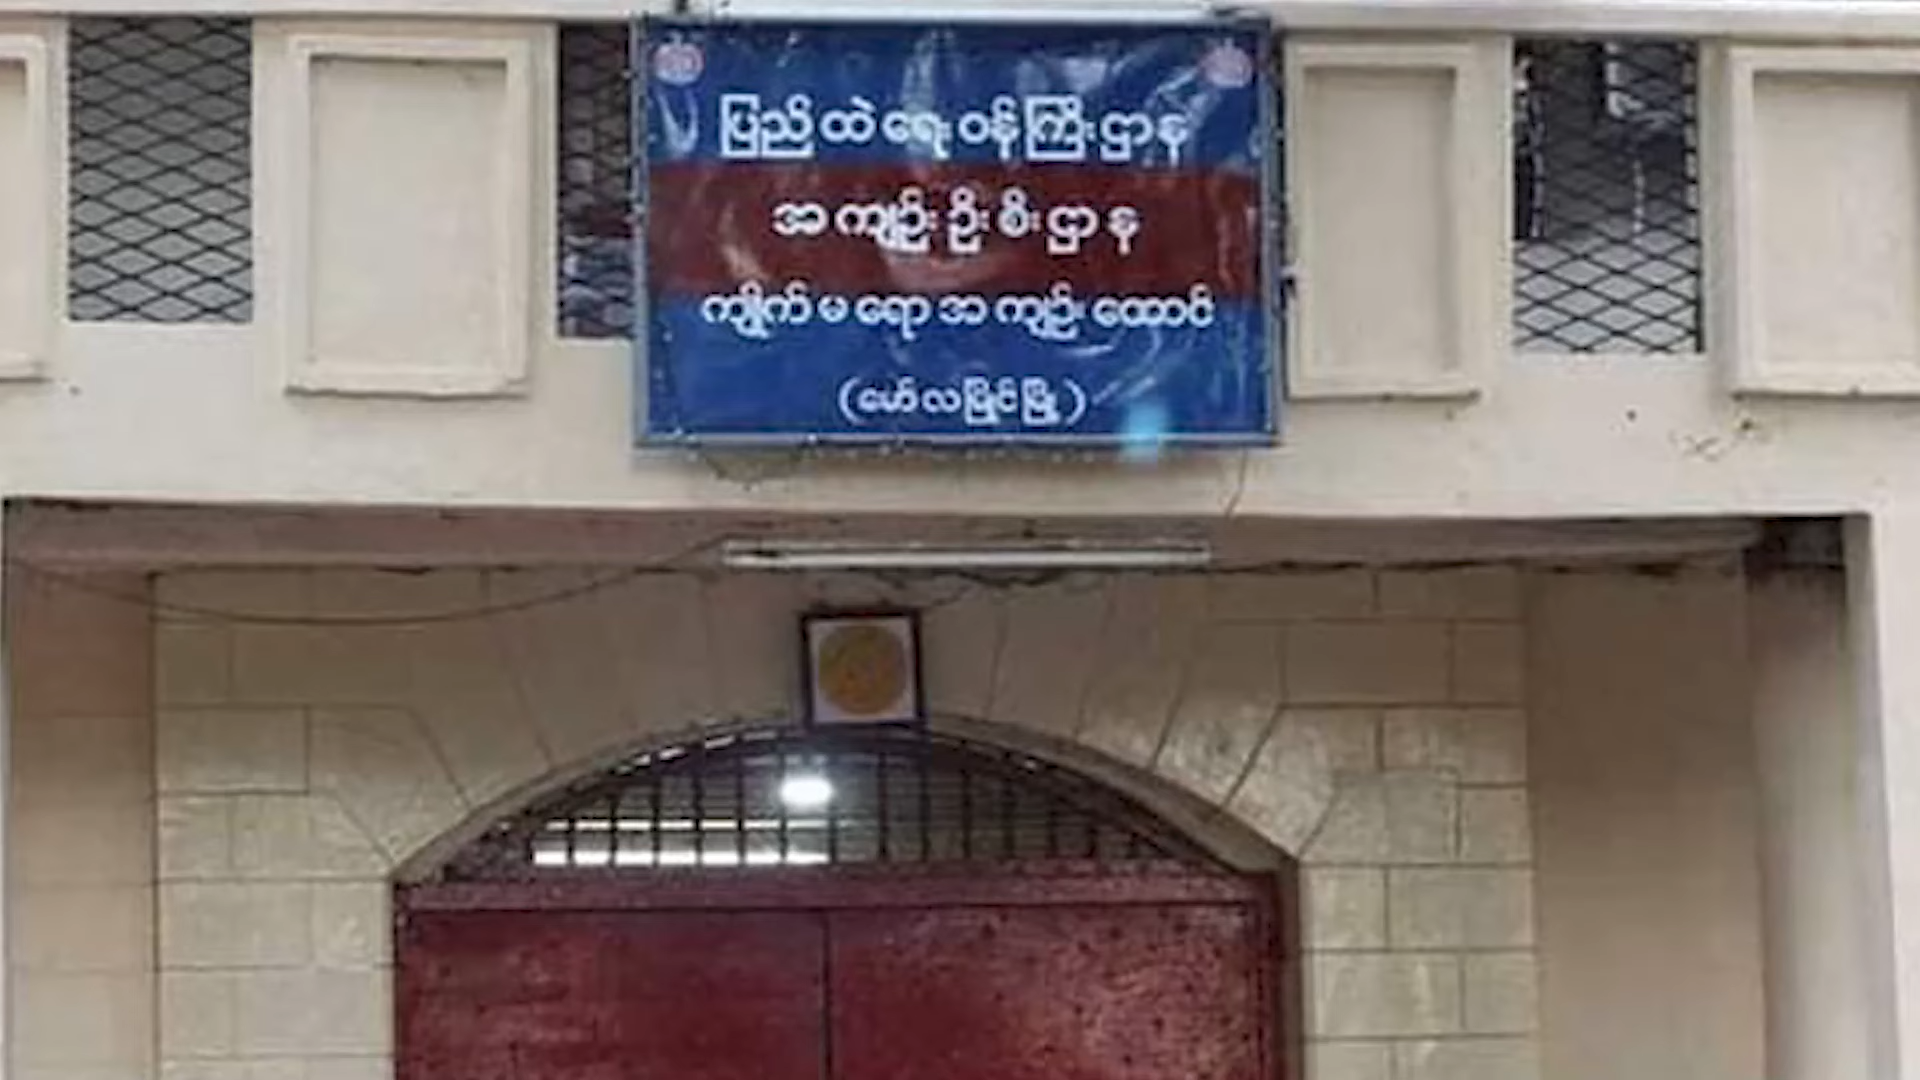 ပြည်ထဲရေးဝန်ကြီးဌာန
အကျဉ်းဦးစီးဌာန
ကျိုက်မရောအကျဉ်းထောင်
(မော်လမြိုင်မြို့)